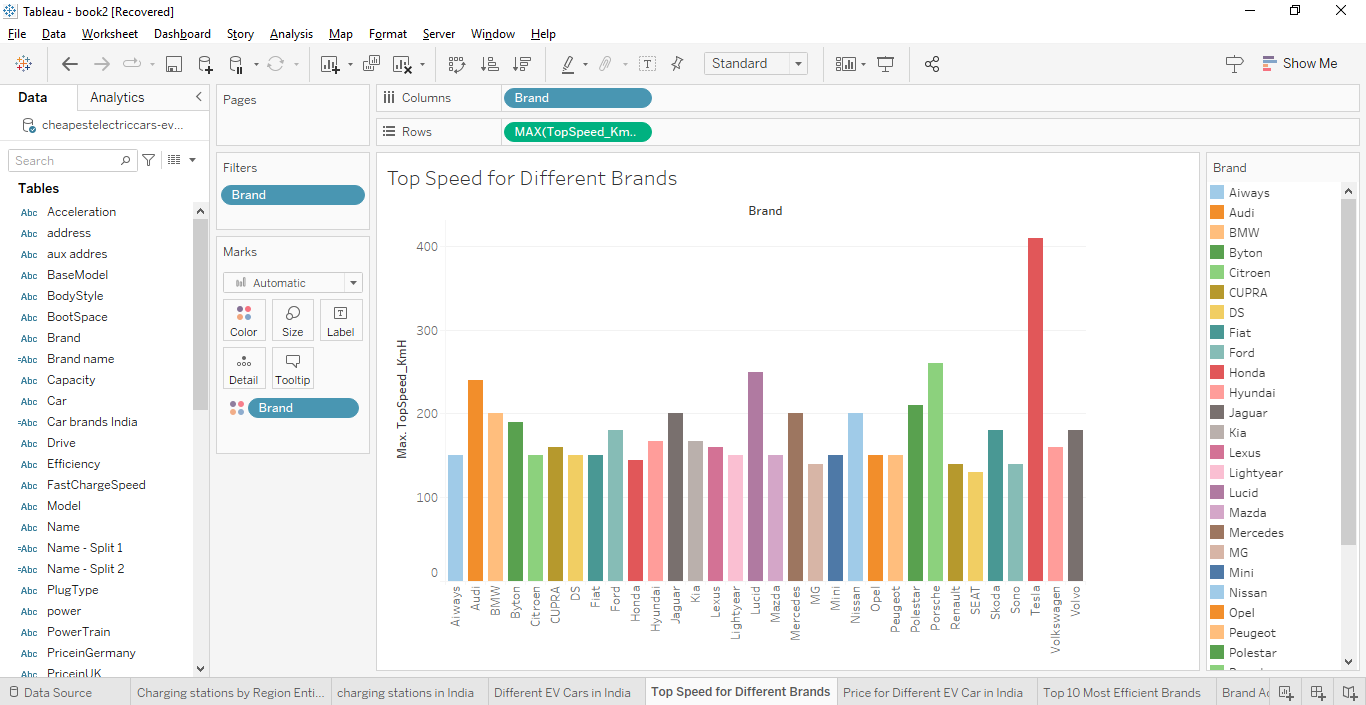 Tableau - book2 [Recovered]
File Data Worksheet Dashboard Story Analysis Map Format Server Window Help
Standard
Show Me
Data Analytics
cheapestelectriccars-ev...
Search
Tables
Abc Acceleration
Abc address
Abc aux addres
Abc BaseModel
Abc BodyStyle
Abc BootSpace
Abc Brand
=Abc Brand name
Abc Capacity
Abc Car
=Abc Car brands India
Abc Drive
Abc Efficiency
Abc FastChargeSpeed
Abc Model
Abc Name
=Abc Name - Split 1
=Abc Name - Split 2
Abc PlugType
Abc power
Abc PowerTrain
Abc PriceinGermany
Abc PriceinUK
Pages
Filters
Brand
Marks
Automatic
Color Size Label
Detail Tooltip
Brand
Columns Brand
Rows MAX(TopSpeed_Km..
Top Speed for Different Brands
Brand
Max. TopSpeed_KmH
400
300
200
100
0
Aiways
Audi
BMW
Byton
Citroen
CUPRA
DS
Fiat
Ford
Honda
Hyundai
Jaguar
Kia
Lexus
Lightyear
Lucid
Mazda
Mercedes
MG
Mini
Nissan
Opel
Peugeot
Polestar
Porsche
Renault
SEAT
Skoda
Sono
Tesla
Volkswagen
Volvo
Brand
Aiways
Audi
BMW
Byton
Citroen
CUPRA
DS
Fiat
Ford
Honda
Hyundai
Jaguar
Kia
Lexus
Lightyear
Lucid
Mazda
Mercedes
MG
Mini
Nissan
Opel
Peugeot
Polestar
Data Source Charging stations by Region Enti... charging stations in India Different EV Cars in India Top Speed for Different Brands Price for Different EV Car in India Top 10 Most Efficient Brands Brand Ac